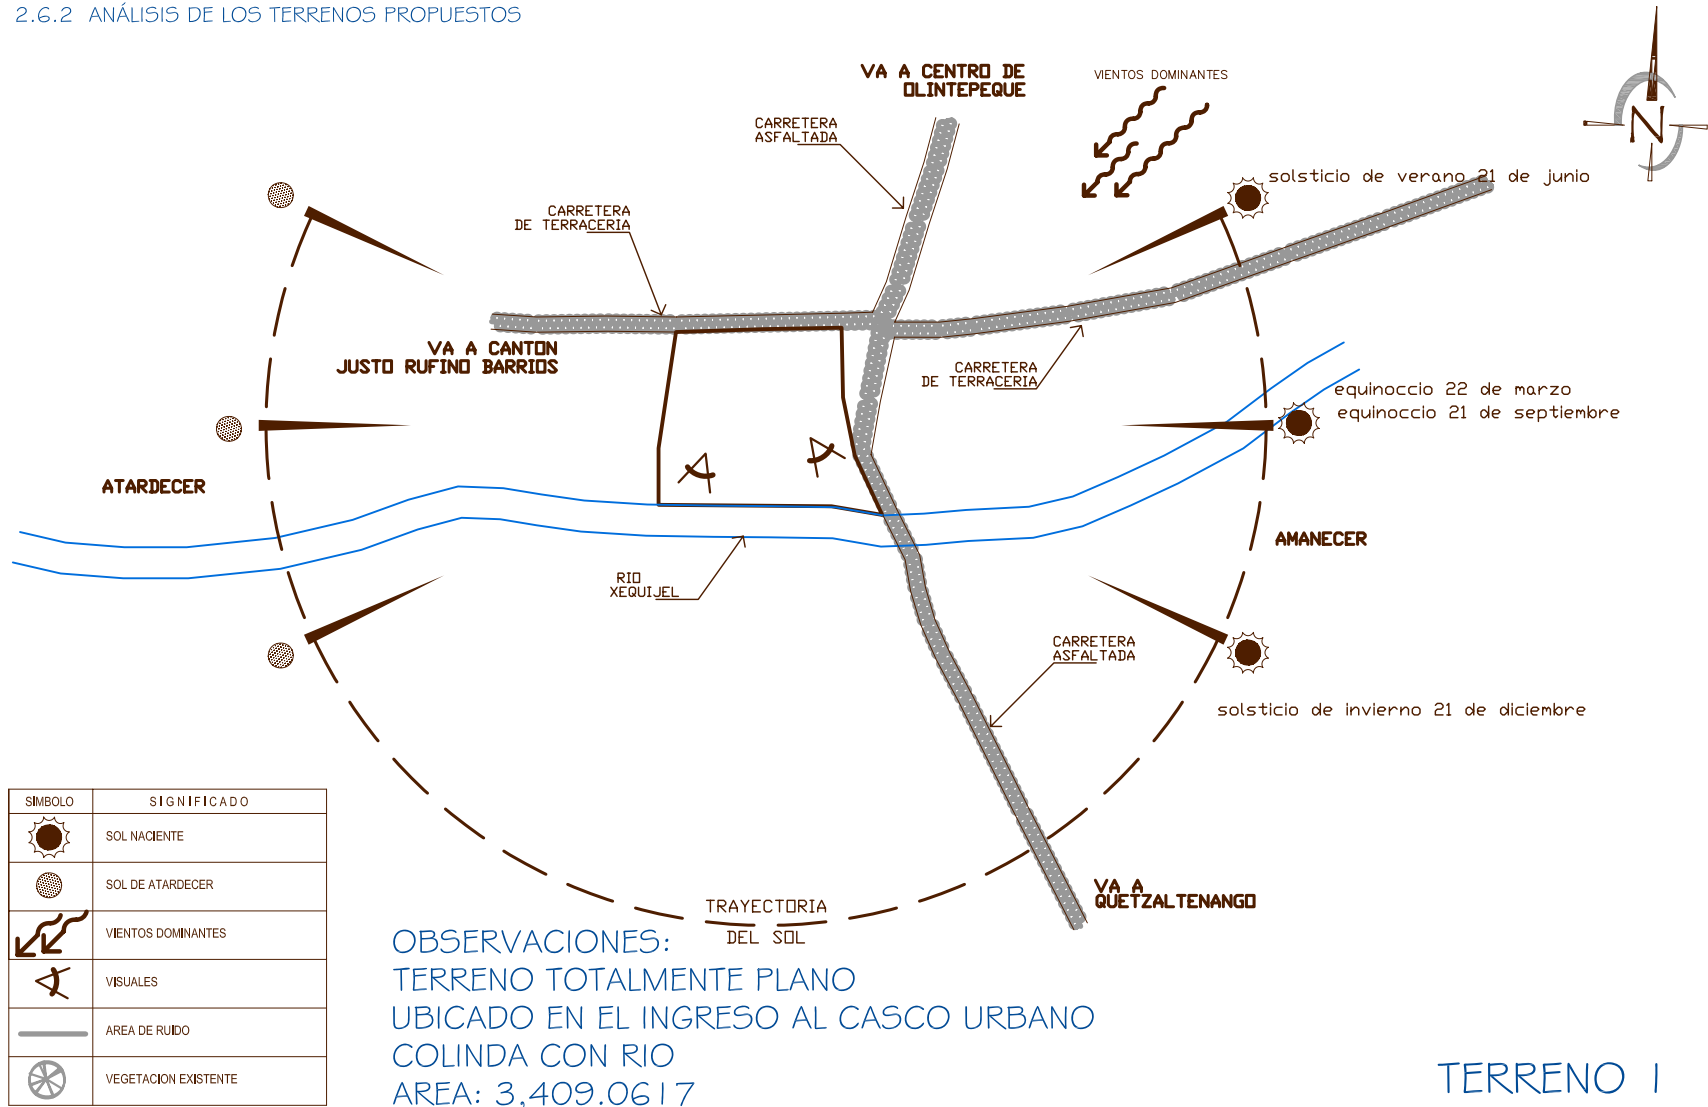 2.6.2 ANÁLISIS DE LOS TERRENOS PROPUESTOS
VA A CENTRO DE
OLINTEPEQUE
VIENTOS DOMINANTES
N
CARRETERA
ASFALTADA
solsticio de verano 21 de junio
CARRETERA
DE TERRACERIA
VA A CANTON
JUSTO RUFINO BARRIOS
CARRETERA
DE TERRACERIA
equinoccio 22 de marzo
equinoccio 21 de septiembre
ATARDECER
AMANECER
RIO
XEQUIJEL
CARRETERA
ASFALTADA
solsticio de invierno 21 de diciembre
SIMBOLO SIGNIFICADO
SOL NACIENTE
SOL DE ATARDECER
VIENTOS DOMINANTES
VISUALES
AREA DE RUIDO
VEGETACION EXISTENTE
VA A
QUETZALTENANGO
TRAYECTORIA
DEL SOL
OBSERVACIONES:
TERRENO TOTALMENTE PLANO
UBICADO EN EL INGRESO AL CASCO URBANO
COLINDA CON RIO
AREA: 3,409.0617
TERRENO 1